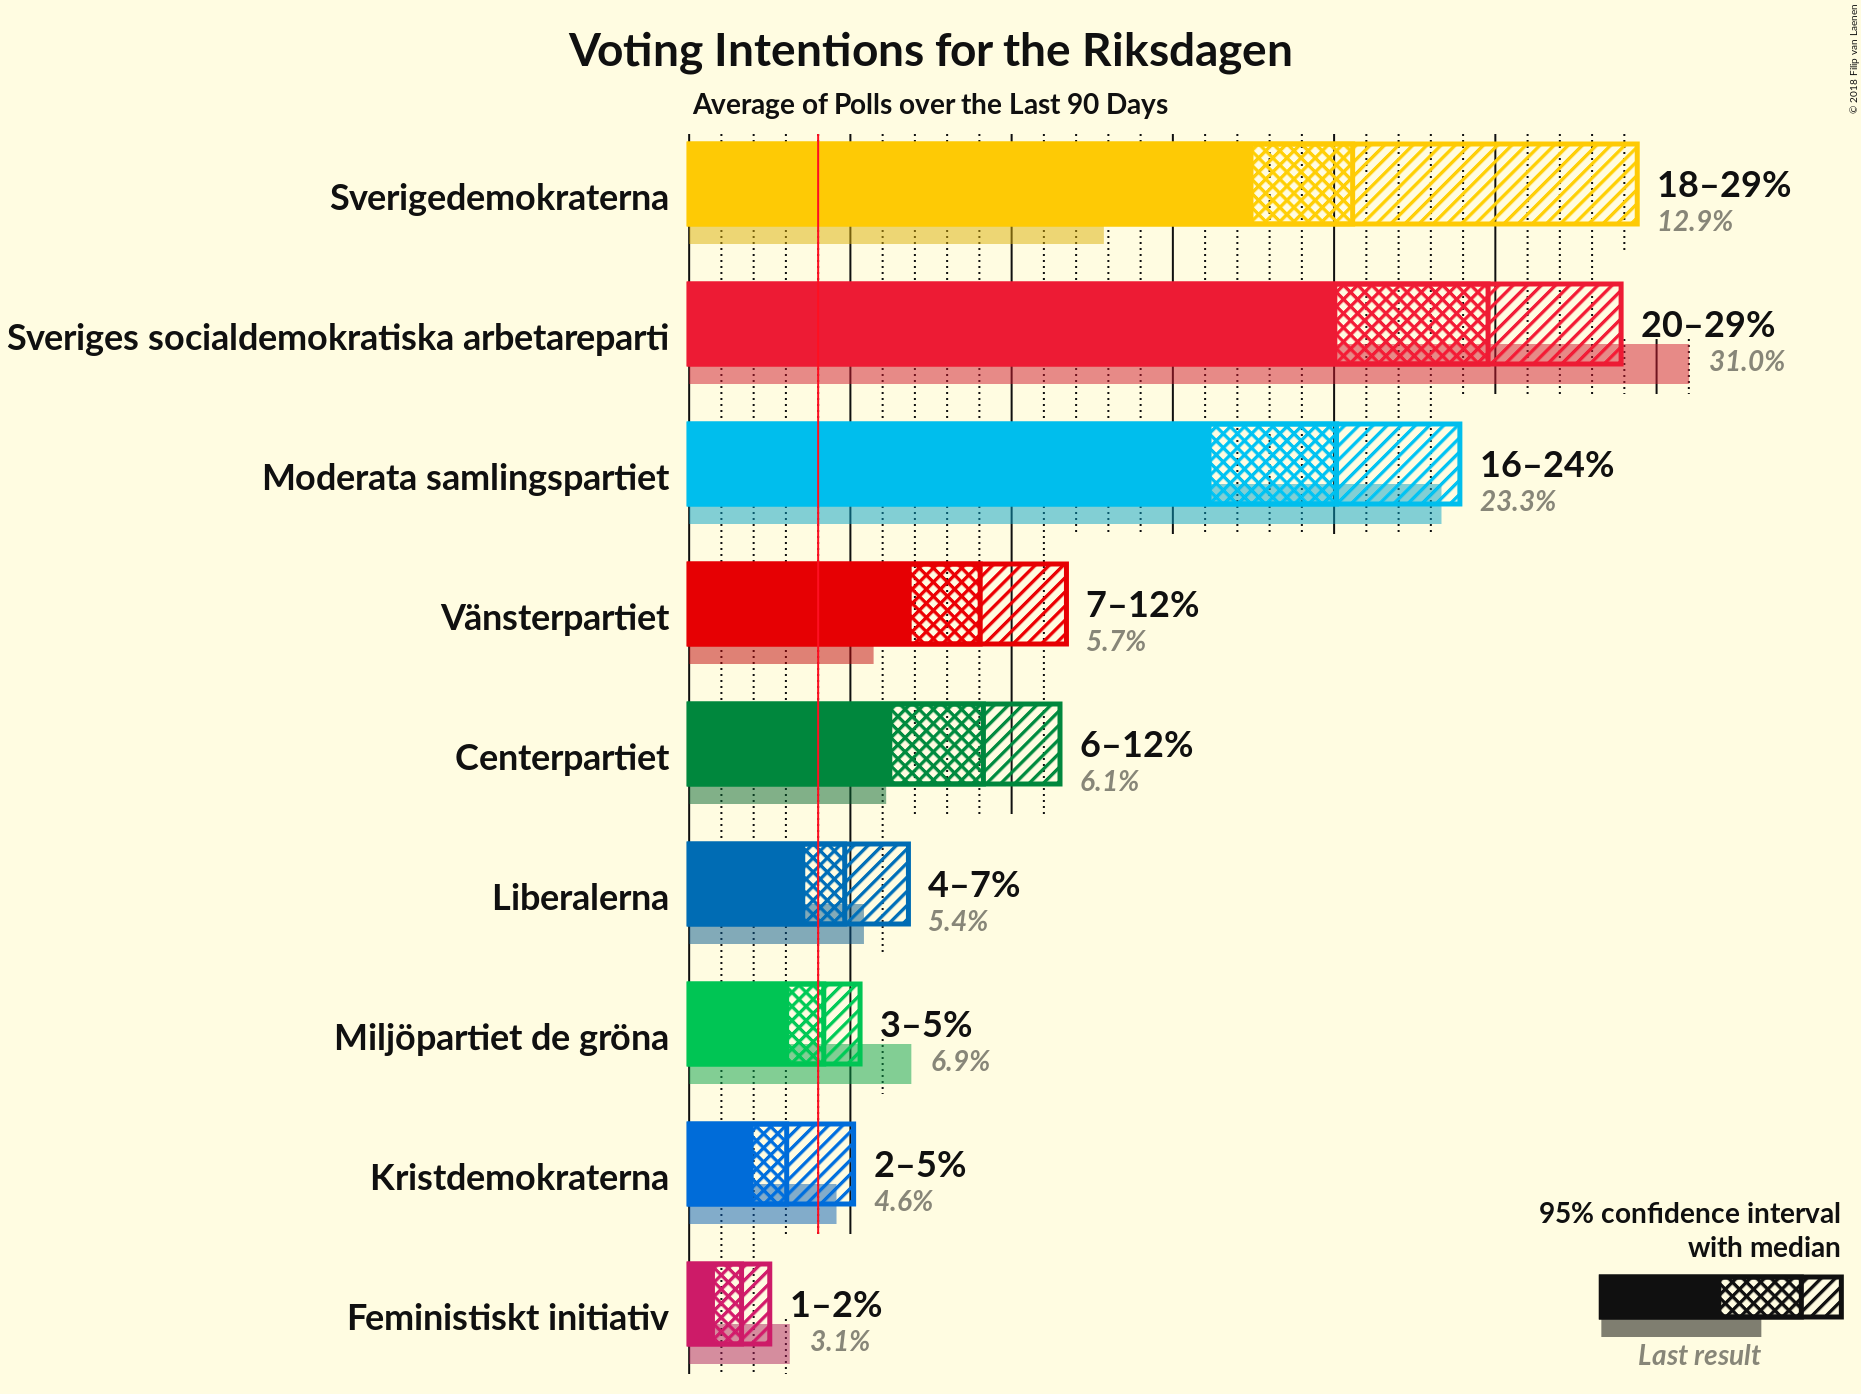 Voting Intentions for the Riksdagen
Average of Polls over the Last 90 Days
© 2018 Filip van Laenen
Sverigedemokraterna
18–29%
12.9%
Sveriges socialdemokratiska arbetareparti
20–29%
31.0%
Moderata samlingspartiet
16–24%
23.3%
Vänsterpartiet
7–12%
5.7%
Centerpartiet
6–12%
6.1%
Liberalerna
4–7%
5.4%
Miljöpartiet de gröna
3–5%
6.9%
Kristdemokraterna
2–5%
4.6%
Feministiskt initiativ
1–2%
3.1%
95% confidence interval
with median
Last result